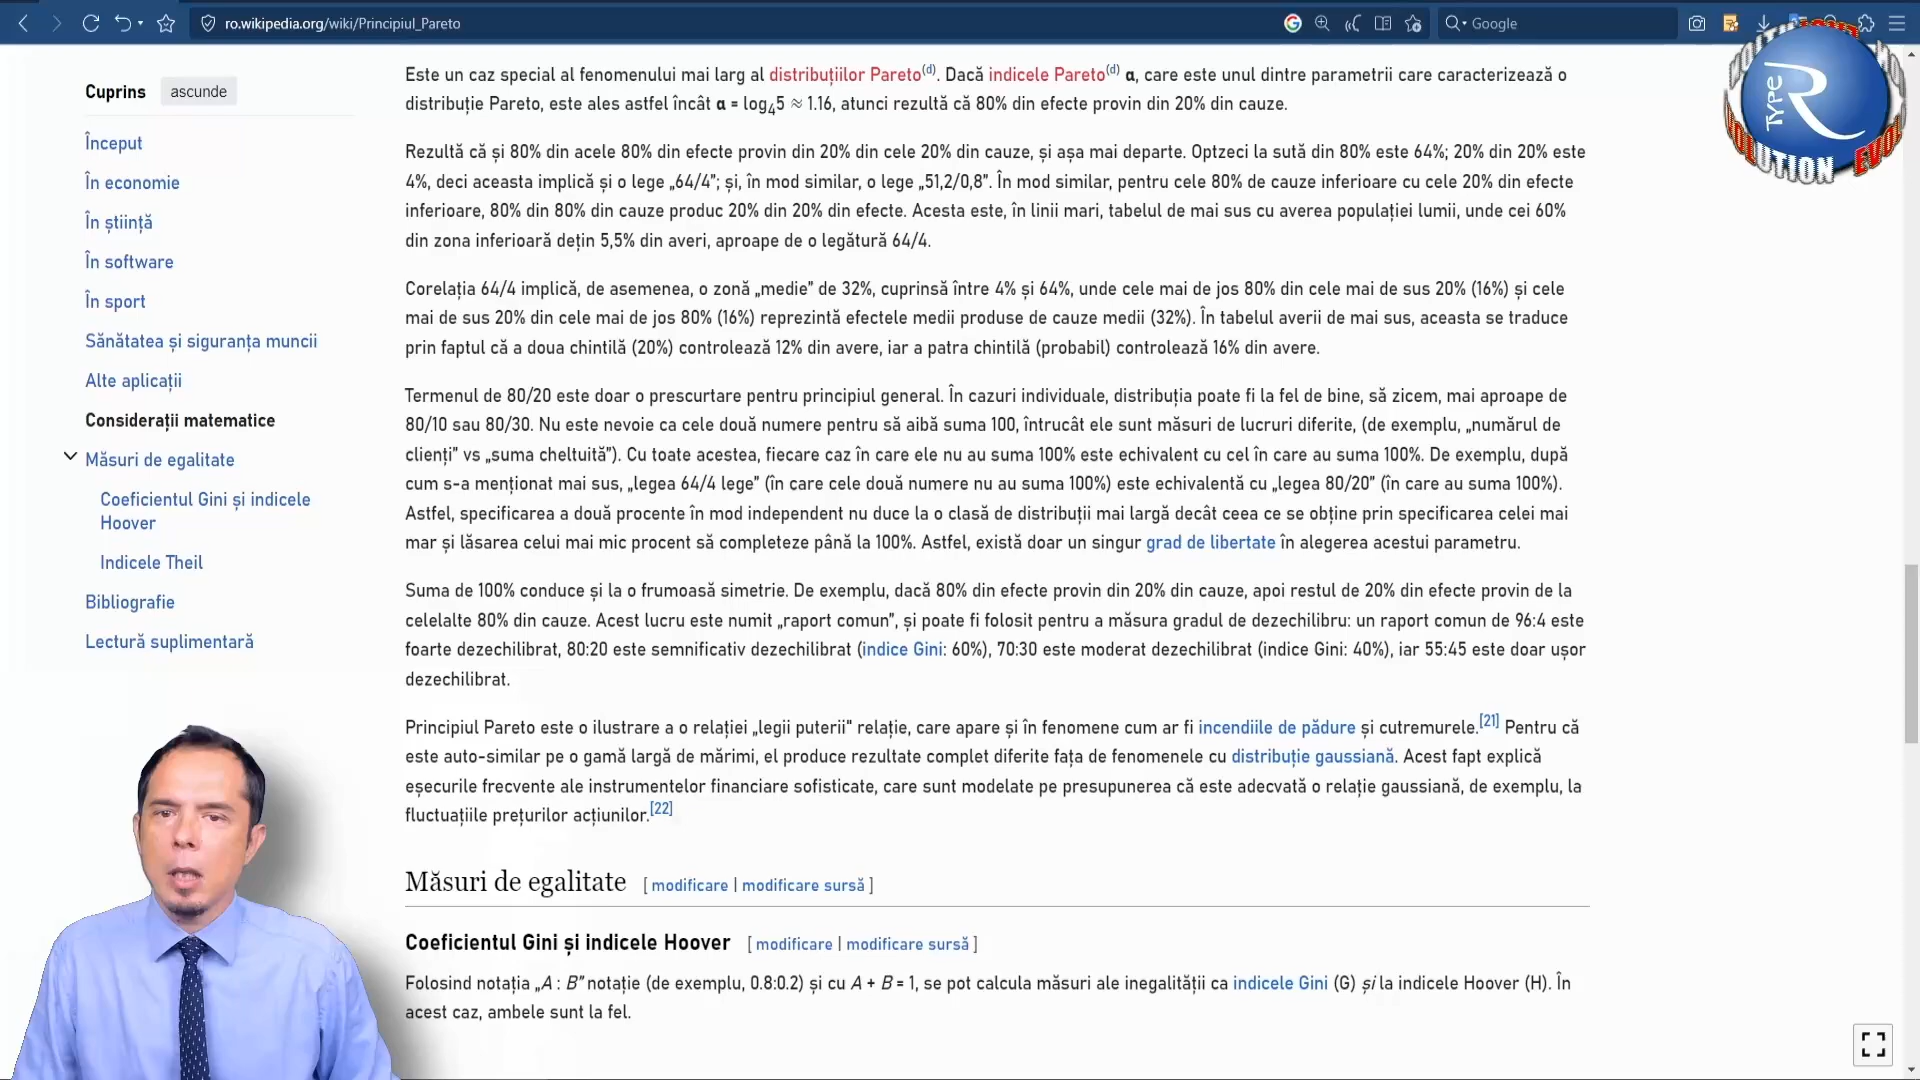 ro.wikipedia.org/wiki/Principiul_Pareto
Google
TYPE R
EVOLUTION EVO
Cuprins ascunde
Început
În economie
În știință
În software
În sport
Sănătatea și siguranța muncii
Alte aplicații
Considerații matematice
Măsuri de egalitate
Coeficientul Gini și indicele
Hoover
Indicele Theil
Bibliografie
Lectură suplimentară
Este un caz special al fenomenului mai larg al distribuțiilor Pareto(d). Dacă indicele Pareto(d) α, care este unul dintre parametrii care caracterizează o
distribuție Pareto, este ales astfel încât α = log45 ≈ 1.16, atunci rezultă că 80% din efecte provin din 20% din cauze.
Rezultă că și 80% din acele 80% din efecte provin din 20% din cele 20% din cauze, și așa mai departe. Optzeci la sută din 80% este 64%; 20% din 20% este
4%, deci aceasta implică și o lege „64/4”; și, în mod similar, o lege „51,2/0,8”. În mod similar, pentru cele 80% de cauze inferioare cu cele 20% din efecte
inferioare, 80% din 80% din cauze produc 20% din 20% din efecte. Acesta este, în linii mari, tabelul de mai sus cu averea populației lumii, unde cei 60%
din zona inferioară dețin 5,5% din averi, aproape de o legătură 64/4.
Corelația 64/4 implică, de asemenea, o zonă „medie” de 32%, cuprinsă între 4% și 64%, unde cele mai de jos 80% din cele mai de sus 20% (16%) și cele
mai de sus 20% din cele mai de jos 80% (16%) reprezintă efectele medii produse de cauze medii (32%). În tabelul averii de mai sus, aceasta se traduce
prin faptul că a doua chintilă (20%) controlează 12% din avere, iar a patra chintilă (probabil) controlează 16% din avere.
Termenul de 80/20 este doar o prescurtare pentru principiul general. În cazuri individuale, distribuția poate fi la fel de bine, să zicem, mai aproape de
80/10 sau 80/30. Nu este nevoie ca cele două numere pentru să aibă suma 100, întrucât ele sunt măsuri de lucruri diferite, (de exemplu, „numărul de
clienți” vs „suma cheltuită”). Cu toate acestea, fiecare caz în care ele nu au suma 100% este echivalent cu cel în care au suma 100%. De exemplu, după
cum s-a menționat mai sus, „legea 64/4 lege” (în care cele două numere nu au suma 100%) este echivalentă cu „legea 80/20” (în care au suma 100%).
Astfel, specificarea a două procente în mod independent nu duce la o clasă de distribuții mai largă decât ceea ce se obține prin specificarea celei mai
mar și lăsarea celui mai mic procent să completeze până la 100%. Astfel, există doar un singur grad de libertate în alegerea acestui parametru.
Suma de 100% conduce și la o frumoasă simetrie. De exemplu, dacă 80% din efecte provin din 20% din cauze, apoi restul de 20% din efecte provin de la
celelalte 80% din cauze. Acest lucru este numit „raport comun”, și poate fi folosit pentru a măsura gradul de dezechilibru: un raport comun de 96:4 este
foarte dezechilibrat, 80:20 este semnificativ dezechilibrat (indice Gini: 60%), 70:30 este moderat dezechilibrat (indice Gini: 40%), iar 55:45 este doar ușor
dezechilibrat.
Principiul Pareto este o ilustrare a o relației „legii puterii" relație, care apare și în fenomene cum ar fi incendiile de pădure și cutremurele.[21] Pentru că
este auto-similar pe o gamă largă de mărimi, el produce rezultate complet diferite fața de fenomenele cu distribuție gaussiană. Acest fapt explică
eșecurile frecvente ale instrumentelor financiare sofisticate, care sunt modelate pe presupunerea că este adecvată o relație gaussiană, de exemplu, la
fluctuațiile prețurilor acțiunilor.[22]
Măsuri de egalitate [ modificare | modificare sursă ]
Coeficientul Gini și indicele Hoover [ modificare | modificare sursă ]
Folosind notația „A : B” notație (de exemplu, 0.8:0.2) și cu A + B = 1, se pot calcula măsuri ale inegalității ca indicele Gini (G) și la indicele Hoover (H). În
acest caz, ambele sunt la fel.